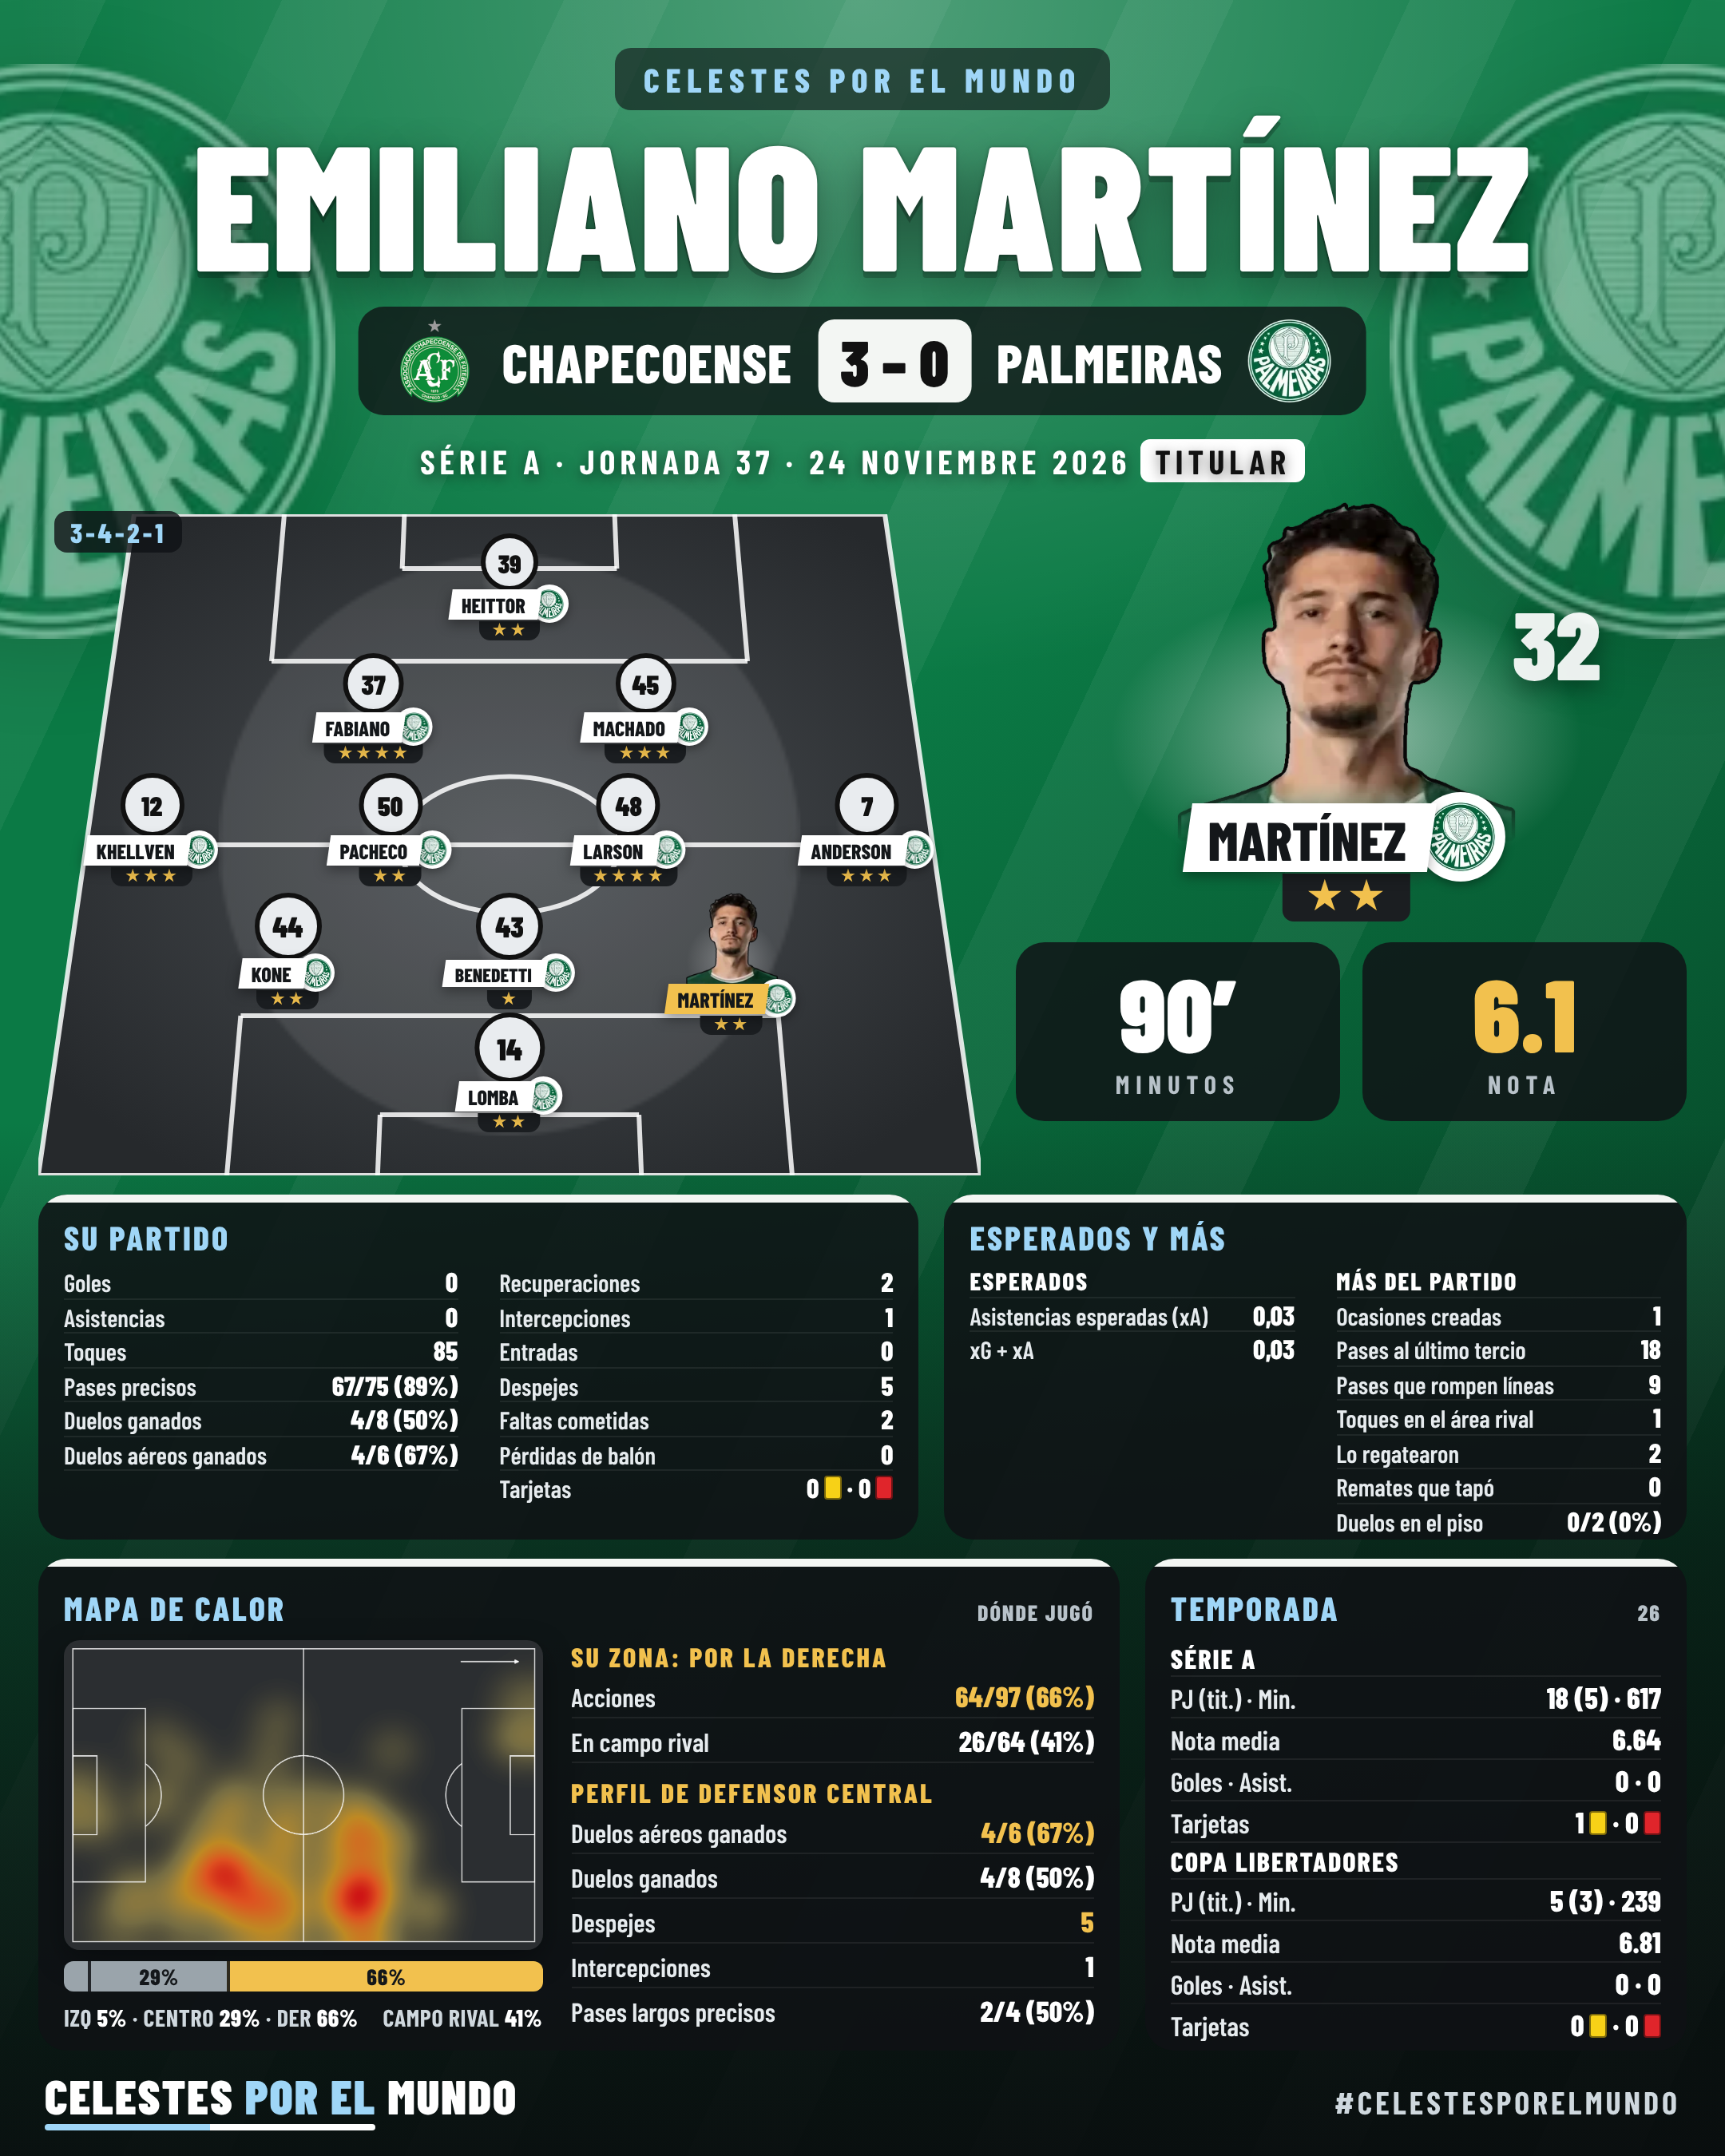 CELESTES POR EL MUNDO
EMILIANO MARTÍNEZ
CHAPECOENSE 3 – 0 PALMEIRAS
PALMEIRAS
SÉRIE A · JORNADA 37 · 24 NOVIEMBRE 2026 TITULAR
3-4-2-1
39
HEITTOR
★★
37
FABIANO
★★★★
45
MACHADO
★★★
12
KHELLVEN
★★★
50
PACHECO
★★
48
LARSON
★★★★
7
ANDERSON
★★★
44
KONE
★★
43
BENEDETTI
★
MARTÍNEZ
★★
14
LOMBA
★★
32
MARTÍNEZ
PALMEIRAS
★★
90′
MINUTOS
6.1
NOTA
SU PARTIDO
Goles 0
Asistencias 0
Toques 85
Pases precisos 67/75 (89%)
Duelos ganados 4/8 (50%)
Duelos aéreos ganados 4/6 (67%)
Recuperaciones 2
Intercepciones 1
Entradas 0
Despejes 5
Faltas cometidas 2
Pérdidas de balón 0
Tarjetas 0 · 0
ESPERADOS Y MÁS
ESPERADOS
Asistencias esperadas (xA) 0,03
xG + xA 0,03
MÁS DEL PARTIDO
Ocasiones creadas 1
Pases al último tercio 18
Pases que rompen líneas 9
Toques en el área rival 1
Lo regatearon 2
Remates que tapó 0
Duelos en el piso 0/2 (0%)
MAPA DE CALOR
DÓNDE JUGÓ
29% 66%
IZQ 5% · CENTRO 29% · DER 66% CAMPO RIVAL 41%
SU ZONA: POR LA DERECHA
Acciones 64/97 (66%)
En campo rival 26/64 (41%)
PERFIL DE DEFENSOR CENTRAL
Duelos aéreos ganados 4/6 (67%)
Duelos ganados 4/8 (50%)
Despejes 5
Intercepciones 1
Pases largos precisos 2/4 (50%)
TEMPORADA 26
SÉRIE A
PJ (tit.) · Min. 18 (5) · 617
Nota media 6.64
Goles · Asist. 0 · 0
Tarjetas 1 · 0
COPA LIBERTADORES
PJ (tit.) · Min. 5 (3) · 239
Nota media 6.81
Goles · Asist. 0 · 0
Tarjetas 0 · 0
CELESTES POR EL MUNDO
#CELESTESPORELMUNDO